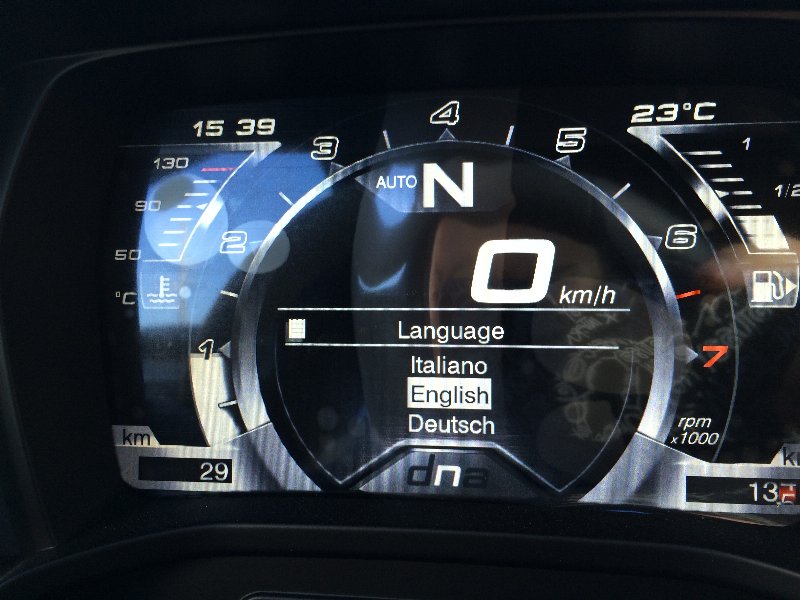 15 39
23°C
4
3
5
1
130
AUTO N
1/2
90
2
6
50
0 km/h
°C
Language
1
7
Italiano
English
Deutsch
rpm
x1000
km
dna
29